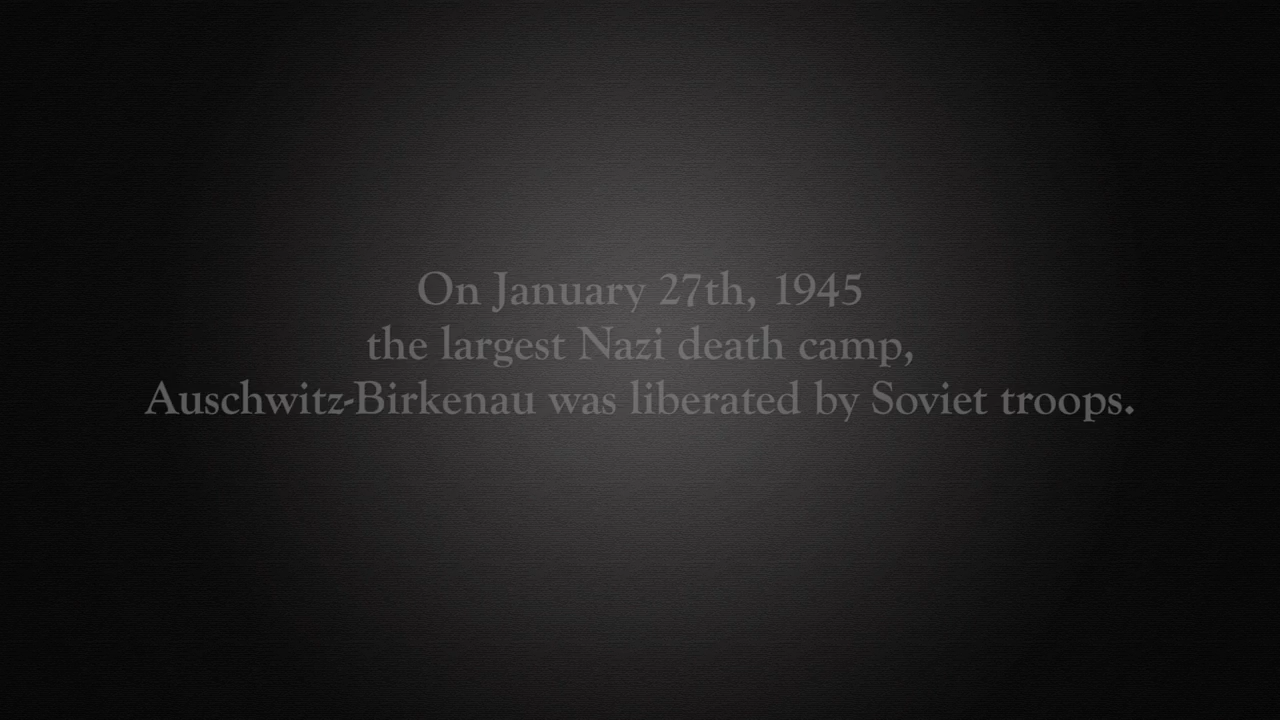 On January 27th, 1945
the largest Nazi death camp,
Auschwitz-Birkenau was liberated by Soviet troops.